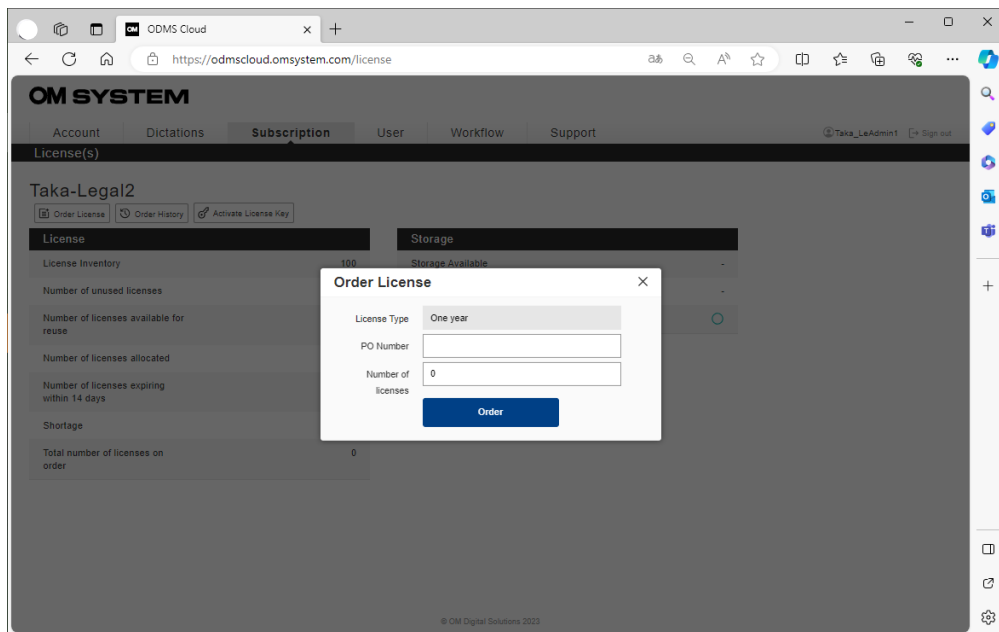 OM ODMS Cloud
https://odmscloud.omsystem.com/license
OM SYSTEM
Account Dictations Subscription User Workflow Support Taka_LeAdmin1 Sign out
License(s)
Taka-Legal2
Order License Order History Activate License Key
License Storage
License Inventory 100 Storage Available -
Number of unused licenses -
Number of licenses available for
reuse
Number of licenses allocated
Number of licenses expiring
within 14 days
Shortage
Total number of licenses on
order 0
Order License
License Type One year
PO Number
Number of
licenses 0
Order
© OM Digital Solutions 2023